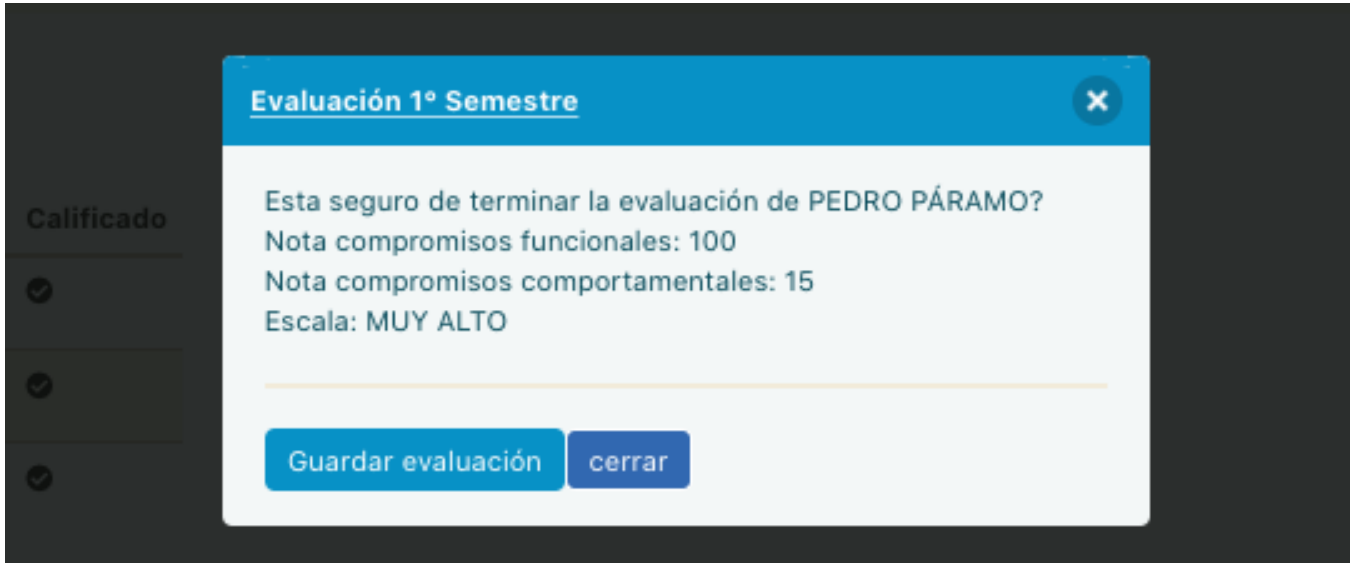 Evaluación 1º Semestre
Calificado
Esta seguro de terminar la evaluación de PEDRO PÁRAMO?
Nota compromisos funcionales: 100
Nota compromisos comportamentales: 15
Escala: MUY ALTO
Guardar evaluación
cerrar